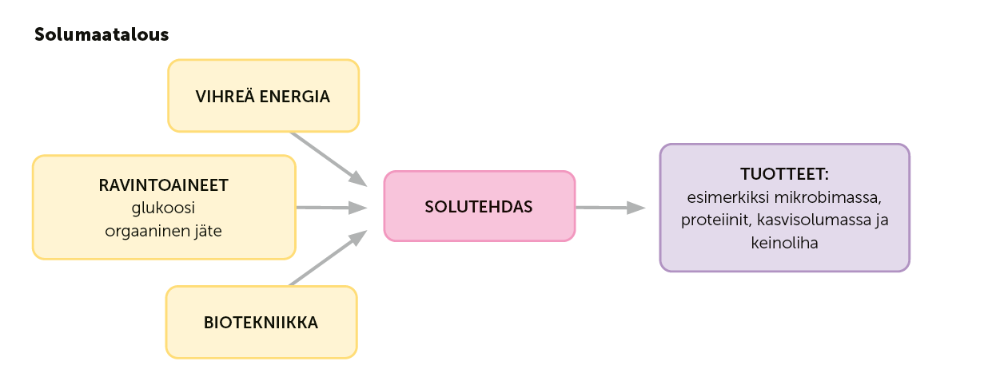 Solumaatalous
VIHREÄ ENERGIA
RAVINTOAINEET
glukoosi
orgaaninen jäte
BIOTEKNIIKKA
SOLUTEHDAS
TUOTTEET:
esimerkiksi mikrobimassa,
proteiinit, kasvisolumassa ja
keinoliha